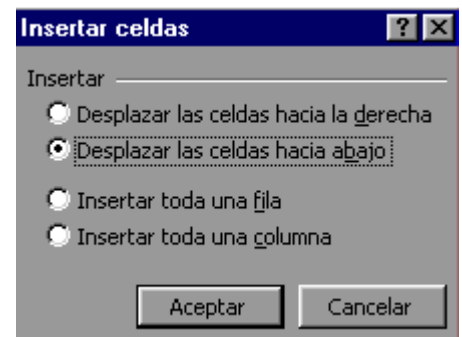 Insertar celdas
Insertar
Desplazar las celdas hacia la derecha
Desplazar las celdas hacia abajo
Insertar toda una fila
Insertar toda una columna
Aceptar Cancelar